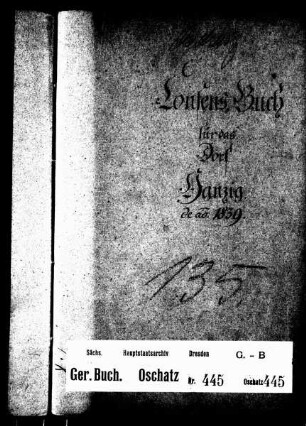 Consens Buch
für das
Dorf
Ganzig
de ao. 1839.
135.
Sächs. Hauptstaatsarchiv Dresden G. - B
Ger. Buch. Oschatz Nr. 445 Oschatz 445